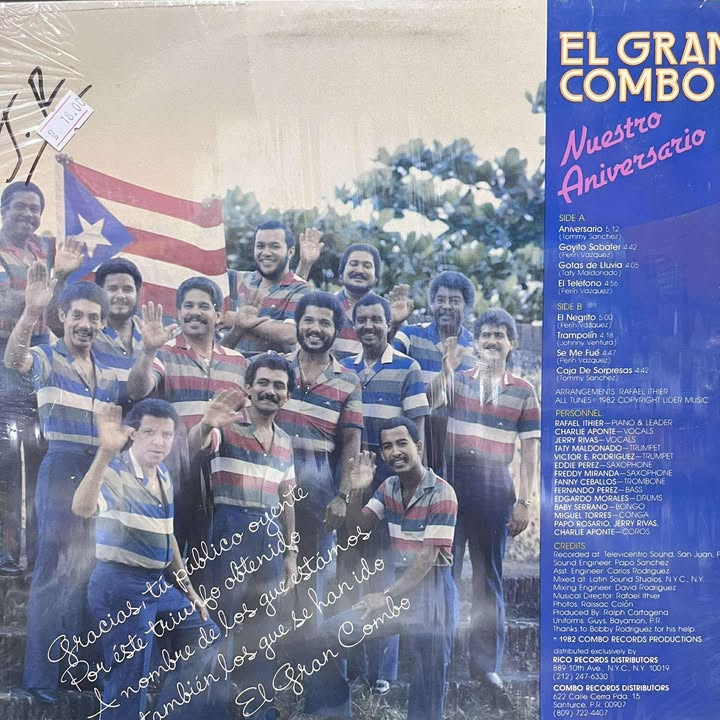 J.R.
18.00
EL GRAN
COMBO
Nuestro
Aniversario
SIDE A
Aniversario 5:12
(Tommy Sanchez)
Goyito Sabater 4:42
(Perin Vazquez)
Gotas de Lluvia 4:05
(Taty Maldonado)
El Teléfono 4:56
(Perin Vazquez)
SIDE B
El Negrito 5:00
(Perin Vazquez)
Trampolín 4:18
(Johnny Ventura)
Se Me Fué 4:47
(Perin Vazquez)
Caja De Sorpresas 4:42
(Tommy Sanchez)
ARRANGEMENTS: RAFAEL ITHIER
ALL TUNES © 1982 COPYRIGHT LIDER MUSIC
PERSONNEL
RAFAEL ITHIER—PIANO & LEADER
CHARLIE APONTE—VOCALS
JERRY RIVAS—VOCALS
TATY MALDONADO—TRUMPET
VICTOR E. RODRIGUEZ—TRUMPET
EDDIE PEREZ—SAXOPHONE
FREDDY MIRANDA—SAXOPHONE
FANNY CEBALLOS—TROMBONE
FERNANDO PEREZ—BASS
EDGARDO MORALES—DRUMS
BABY SERRANO—BONGO
MIGUEL TORRES—CONGA
PAPO ROSARIO, JERRY RIVAS,
CHARLIE APONTE—COROS
CREDITS
Recorded at: Televicentro Sound, San Juan, P
Sound Engineer: Papo Sanchez
Asst. Engineer: Carlos Rodriguez
Mixed at: Latin Sound Studios, N.Y.C., N.Y.
Mixing Engineer: David Rodriguez
Muscal Director: Rafael Ithier
Photos: Raissac Colón
Produced By: Ralph Cartagena
Uniforms: Guys, Bayamon, P.R.
Thanks to Bobby Rodriguez for his help.
© 1982 COMBO RECORDS PRODUCTIONS
distributed exclusively by
RICO RECORDS DISTRIBUTORS
889 10th Ave., N.Y.C., N.Y. 10019
(212) 247-6330
COMBO RECORDS DISTRIBUTORS
622 Calle Cerra Pda. 15
Santurce, P.R. 00907
(809) 722-4407
Gracias, tú público oyente
Por éste triunfo obtenido
A nombre de los que estámos
también los que se han ido
El Gran Combo